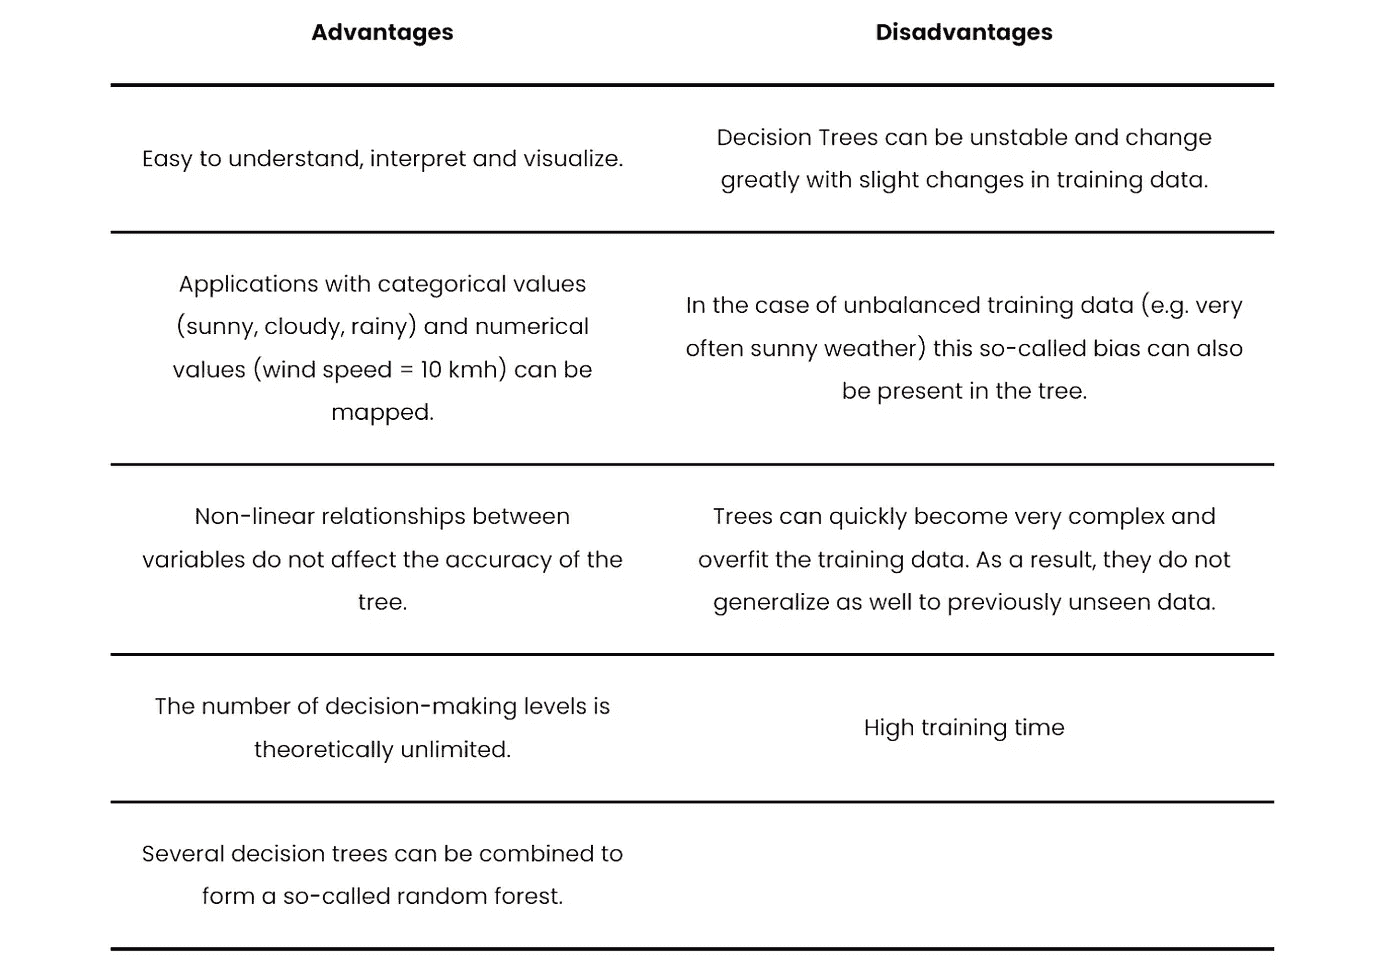 Advantages
Disadvantages
Easy to understand, interpret and visualize.
Decision Trees can be unstable and change
greatly with slight changes in training data.
Applications with categorical values
(sunny, cloudy, rainy) and numerical
values (wind speed = 10 kmh) can be
mapped.
In the case of unbalanced training data (e.g. very
often sunny weather) this so-called bias can also
be present in the tree.
Non-linear relationships between
variables do not affect the accuracy of the
tree.
Trees can quickly become very complex and
overfit the training data. As a result, they do not
generalize as well to previously unseen data.
The number of decision-making levels is
theoretically unlimited.
High training time
Several decision trees can be combined to
form a so-called random forest.